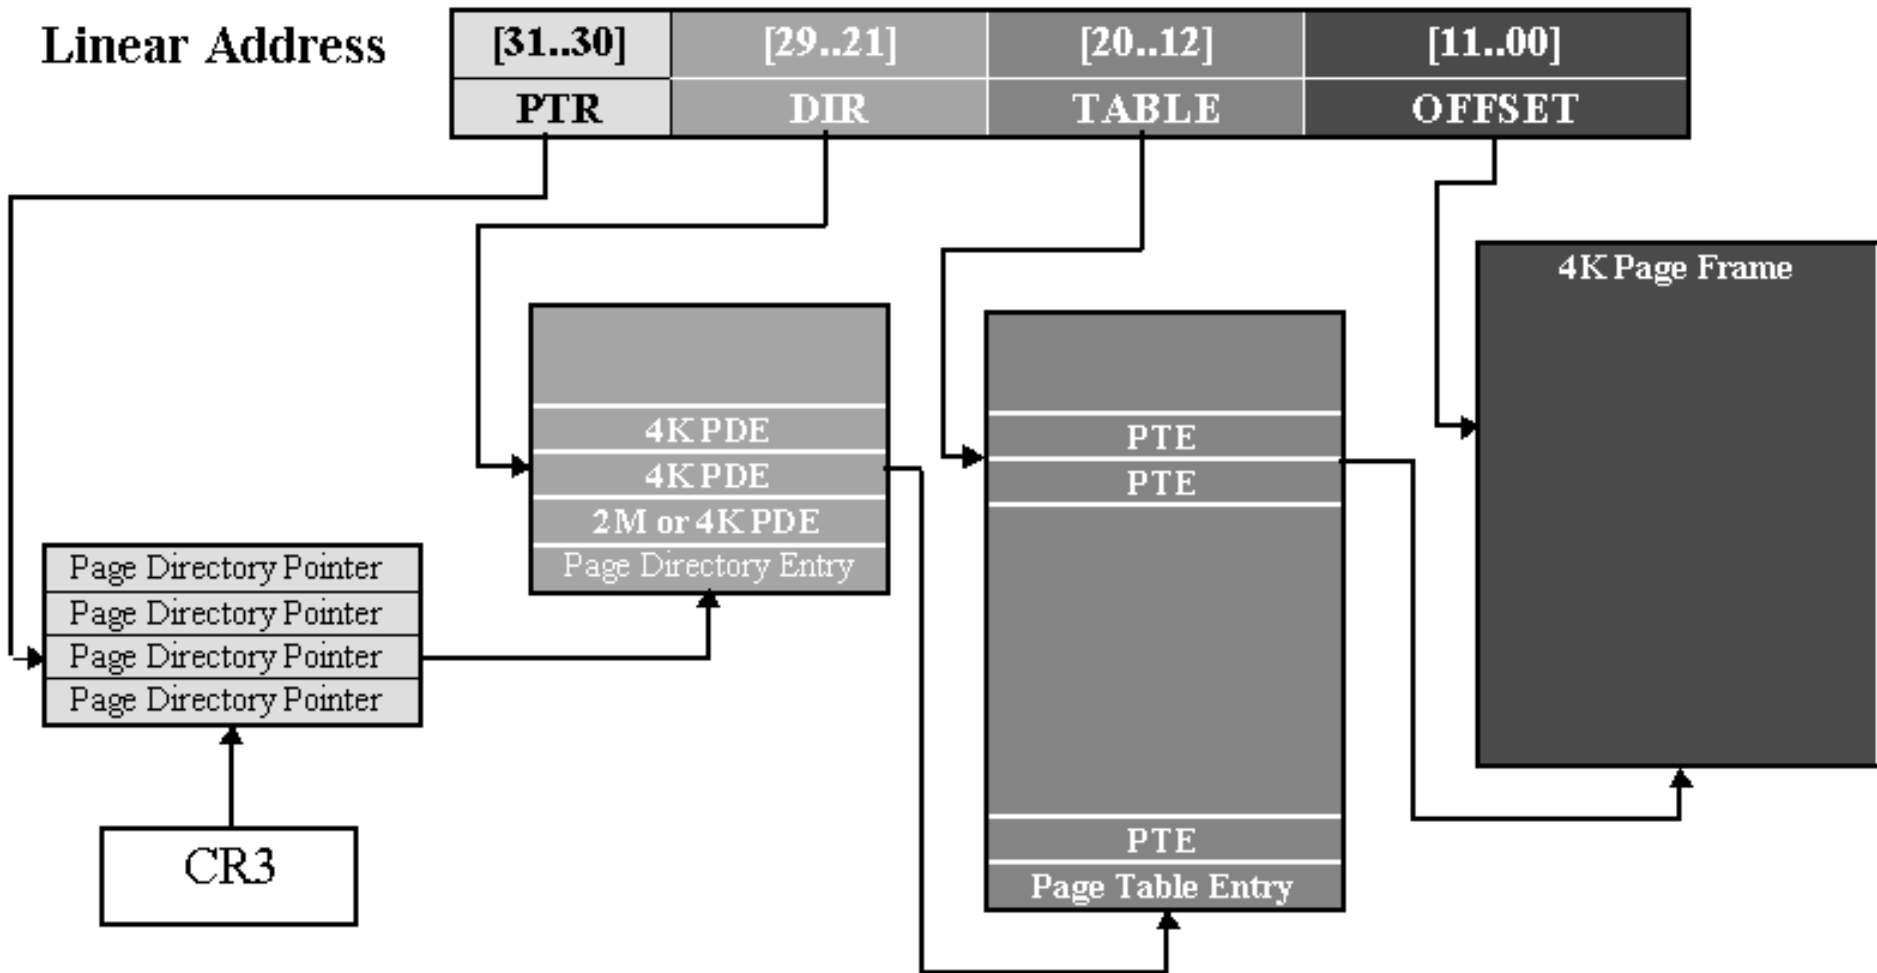 Linear Address
[31..30] [29..21] [20..12] [11..00]
PTR DIR TABLE OFFSET
4K Page Frame
4K PDE
4K PDE
2M or 4K PDE
Page Directory Entry
PTE
PTE
PTE
Page Table Entry
Page Directory Pointer
Page Directory Pointer
Page Directory Pointer
Page Directory Pointer
CR3